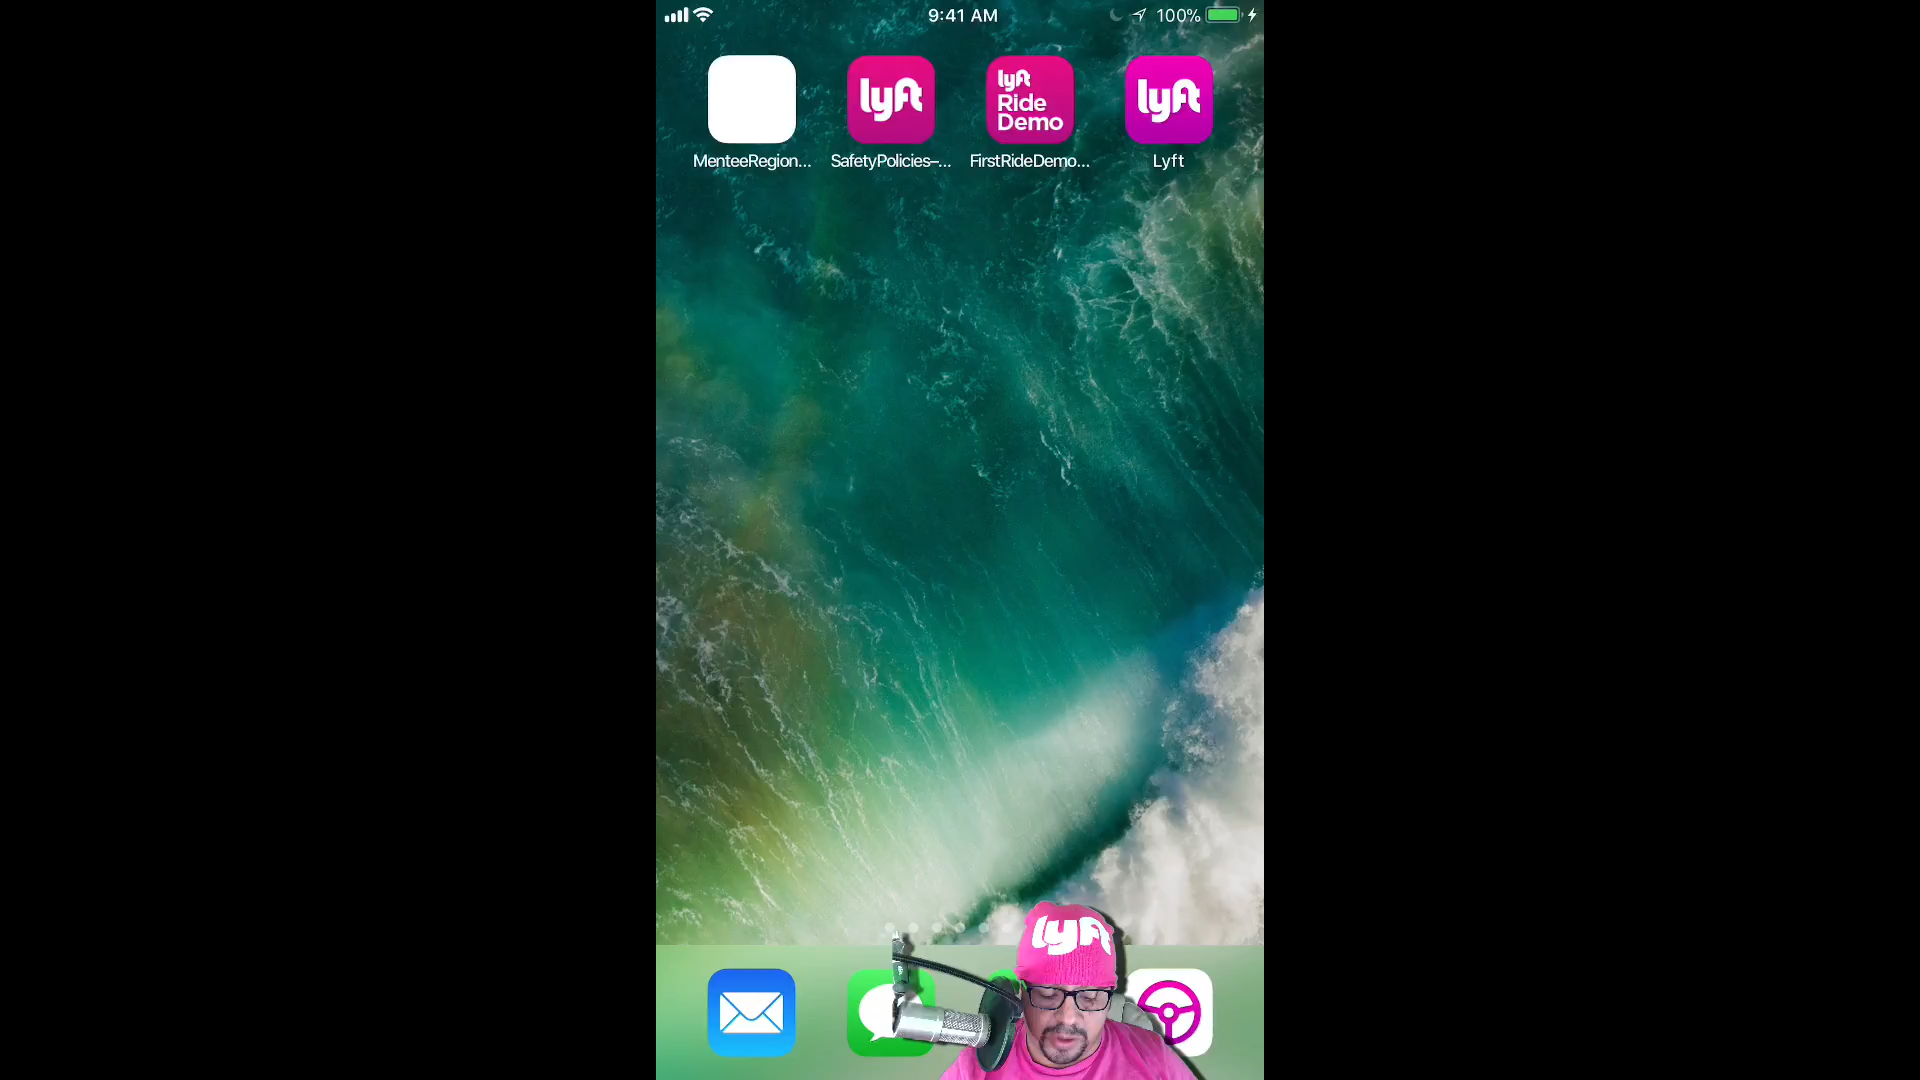 9:41 AM
100%
lyft
lyft
Ride
Demo
lyft
MenteeRegion...
SafetyPolicies–...
FirstRideDemo...
Lyft
lyft